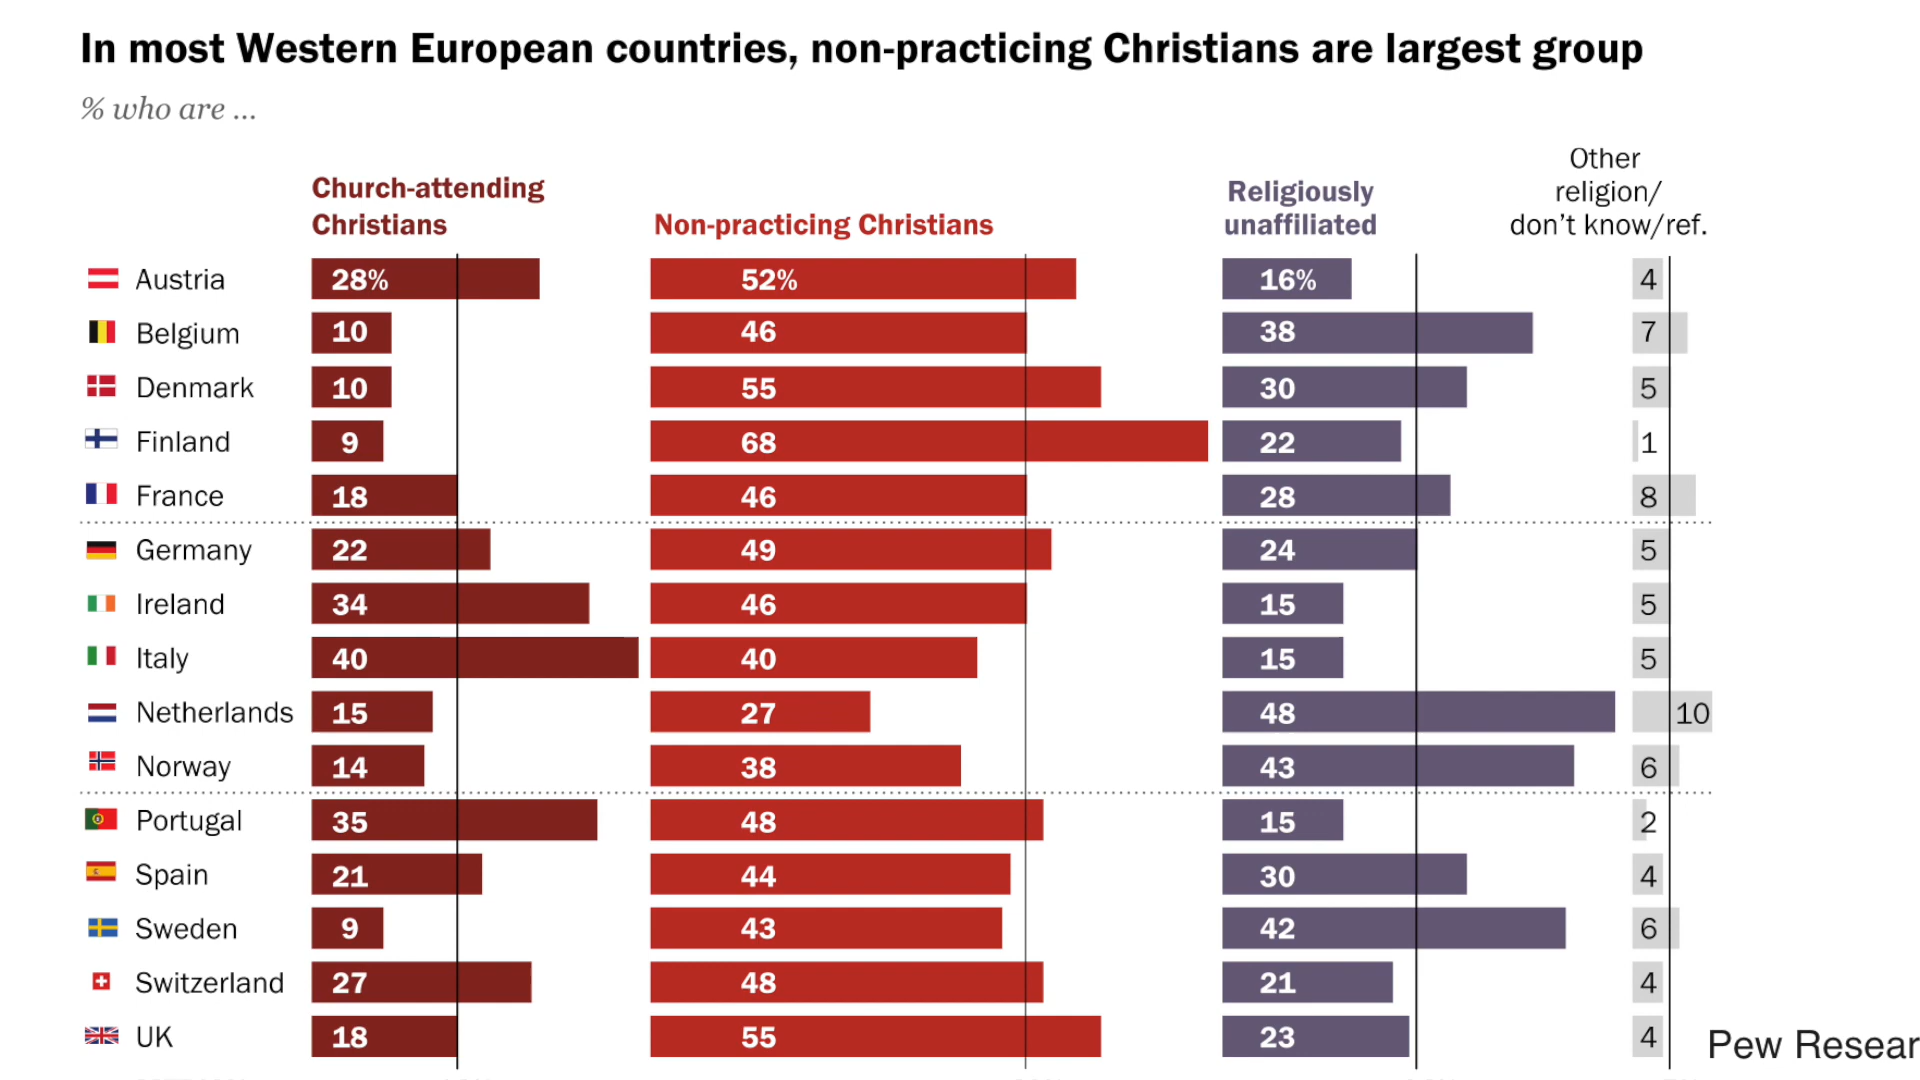 In most Western European countries, non-practicing Christians are largest group
% who are ...
Church-attending
Christians
Non-practicing Christians
Religiously
unaffiliated
Other
religion/
don't know/ref.
Austria 28% 52% 16% 4
Belgium 10 46 38 7
Denmark 10 55 30 5
Finland 9 68 22 1
France 18 46 28 8
Germany 22 49 24 5
Ireland 34 46 15 5
Italy 40 40 15 5
Netherlands 15 27 48 10
Norway 14 38 43 6
Portugal 35 48 15 2
Spain 21 44 30 4
Sweden 9 43 42 6
Switzerland 27 48 21 4
UK 18 55 23 4
Pew Resear